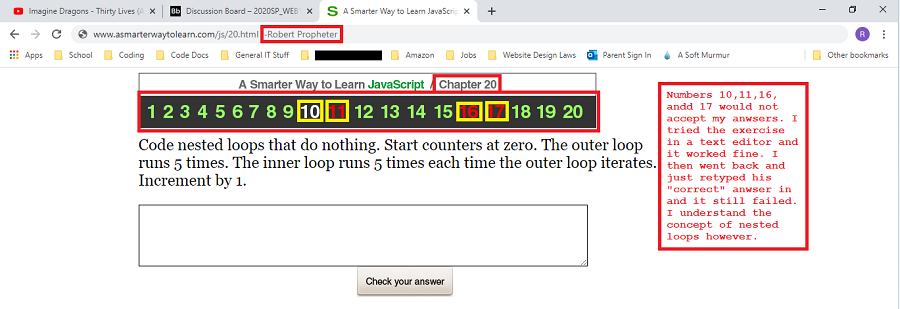 Imagine Dragons - Thirty Lives (A
Discussion Board – 2020SP_WEB
A Smarter Way to Learn JavaScrip
www.asmarterwaytolearn.com/js/20.html -Robert Propheter
R
Apps School Coding Docs General IT Stuff Amazon Jobs Website Design Laws Parent Sign In A Soft Murmur Other bookmarks
A Smarter Way to Learn JavaScript / Chapter 20
1 2 3 4 5 6 7 8 9 10 11 12 13 14 15 16 17 18 19 20
Code nested loops that do nothing. Start counters at zero. The outer loop
runs 5 times. The inner loop runs 5 times each time the outer loop iterates.
Increment by 1.
Check your answer
Numbers 10,11,16,
andd 17 would not
accept my anwsers. I
tried the exercise
in a text editor and
it worked fine. I
then went back and
just retyped his
"correct" anwser in
and it still failed.
I understand the
concept of nested
loops however.